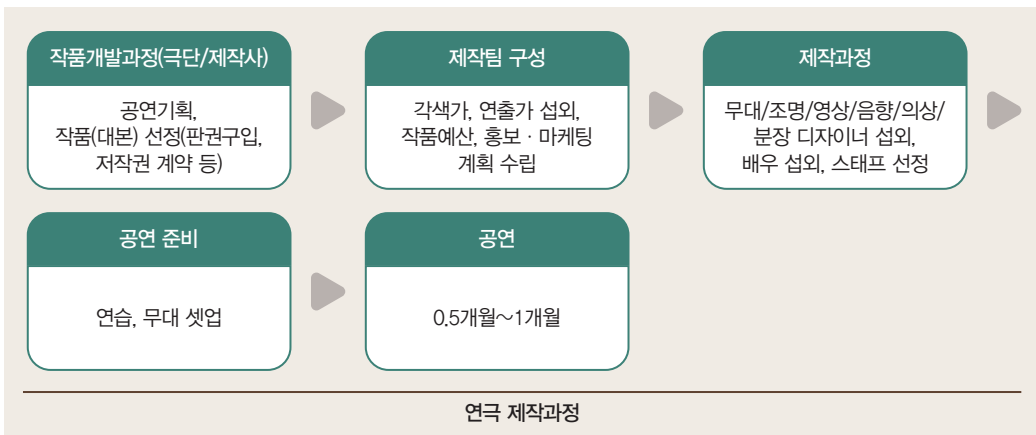 작품개발과정(극단/제작사)
공연기획,
작품(대본) 선정(판권구입,
저작권 계약 등)
제작팀 구성
각색가, 연출가 섭외,
작품예산, 홍보 · 마케팅
계획 수립
제작과정
무대/조명/영상/음향/의상/
분장 디자이너 섭외,
배우 섭외, 스태프 선정
공연 준비
연습, 무대 셋업
공연
0.5개월~1개월
연극 제작과정